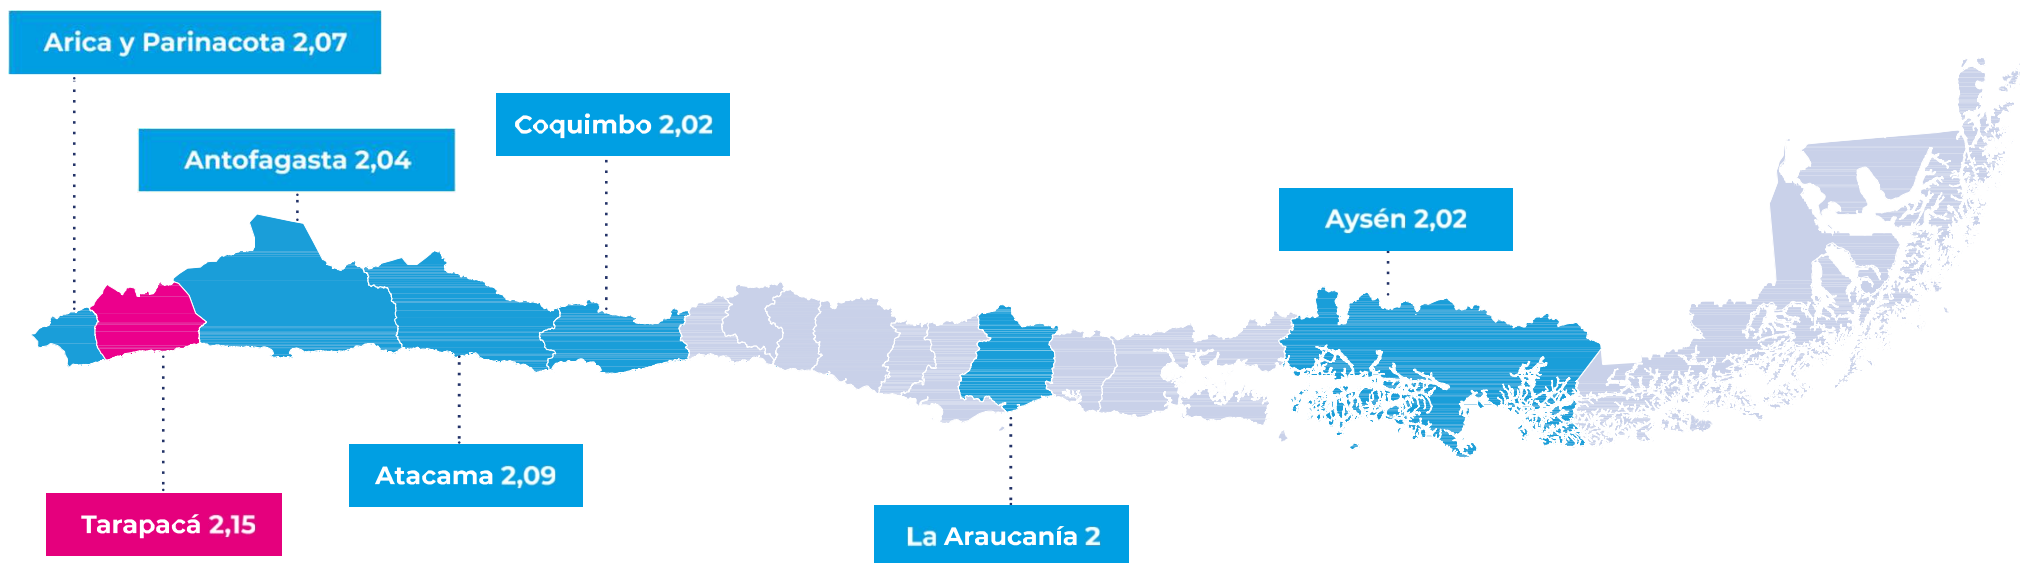 Arica y Parinacota 2,07
Coquimbo 2,02
Antofagasta 2,04
Aysén 2,02
Atacama 2,09
Tarapacá 2,15
La Araucanía 2